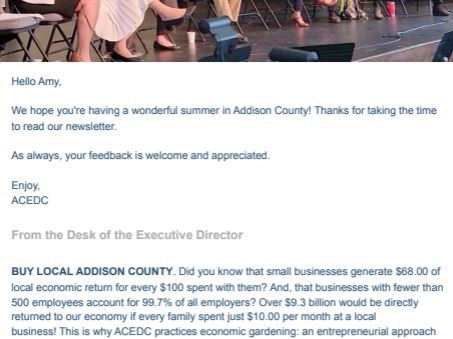 Hello Amy,
We hope you're having a wonderful summer in Addison County! Thanks for taking the time
to read our newsletter.
As always, your feedback is welcome and appreciated.
Enjoy,
ACEDC
From the Desk of the Executive Director
BUY LOCAL ADDISON COUNTY. Did you know that small businesses generate $68.00 of
local economic return for every $100 spent with them? And, that businesses with fewer than
500 employees account for 99.7% of all employers? Over $9.3 billion would be directly
returned to our economy if every family spent just $10.00 per month at a local
business! This is why ACEDC practices economic gardening: an entrepreneurial approach